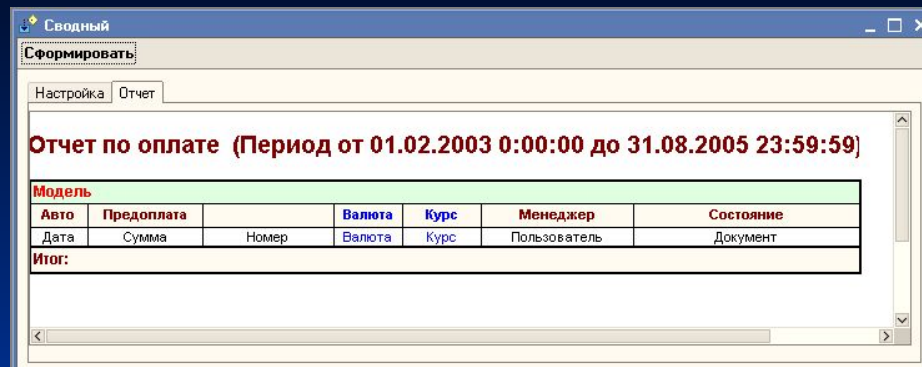 Сводный
Сформировать
Настройка Отчет
Отчет по оплате (Период от 01.02.2003 0:00:00 до 31.08.2005 23:59:59)
Модель
Авто Предоплата Валюта Курс Менеджер Состояние
Дата Сумма Номер Валюта Курс Пользователь Документ
Итог: